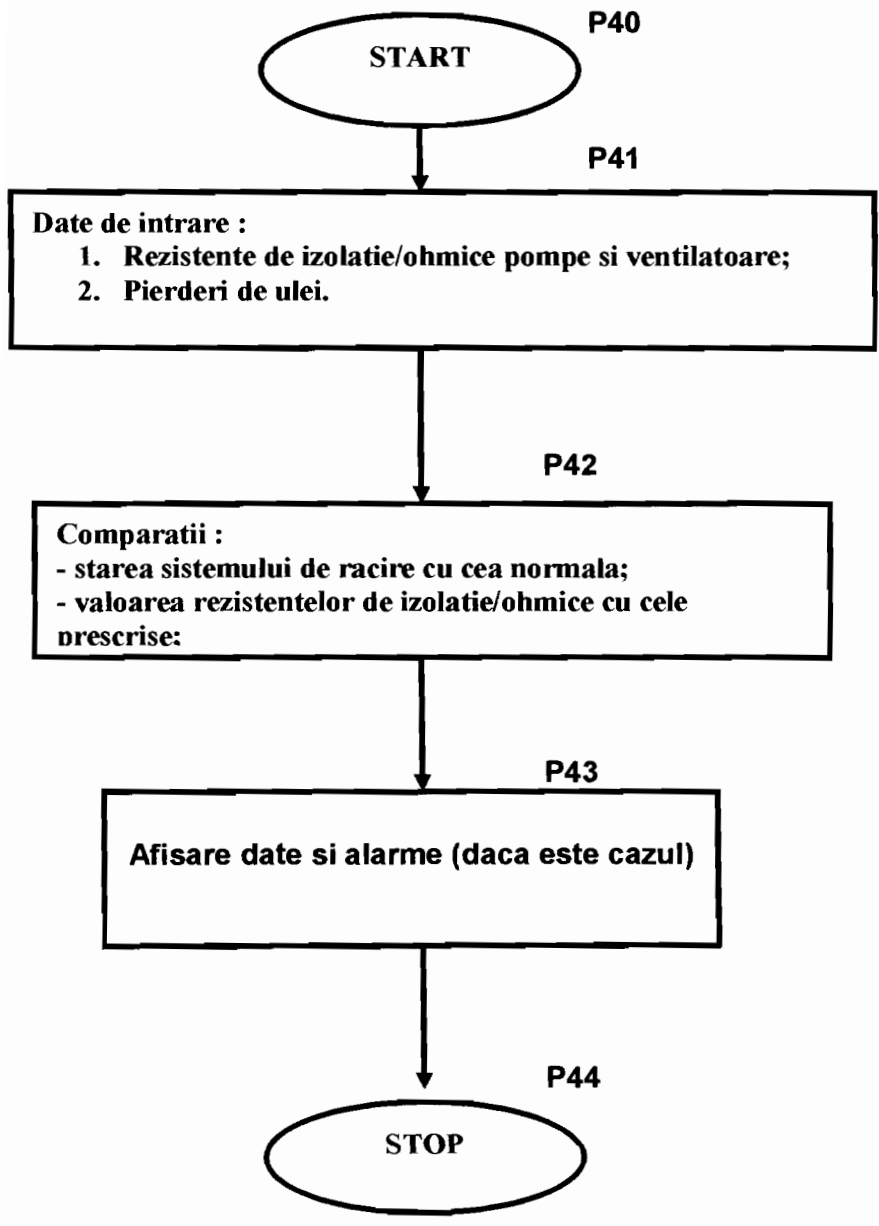 P40
START
P41
Date de intrare :
1. Rezistente de izolatie/ohmice pompe si ventilatoare;
2. Pierderi de ulei.
P42
Comparatii :
- starea sistemului de racire cu cea normala;
- valoarea rezistentelor de izolatie/ohmice cu cele
prescrise;
P43
Afisare date si alarme (daca este cazul)
P44
STOP